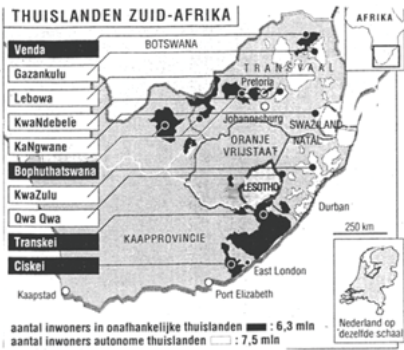 THUISLANDEN ZUID-AFRIKA
AFRIKA
Venda
Gazankulu
Lebowa
KwaNdebele
KaNgwane
Bophuthatswana
KwaZulu
Qwa Qwa
Transkei
Ciskei
BOTSWANA
TRANSVAAL
Pretoria
Johannesburg
SWAZILAND
ORANJE
VRIJSTAAT
NATAL
LESOTHO
Durban
KAAPPROVINCIE
250 km
East London
Kaapstad
Port Elizabeth
Nederland op
dezelfde schaal
aantal inwoners in onafhankelijke thuislanden : 6,3 mln
aantal inwoners autonome thuislanden : 7,5 mln